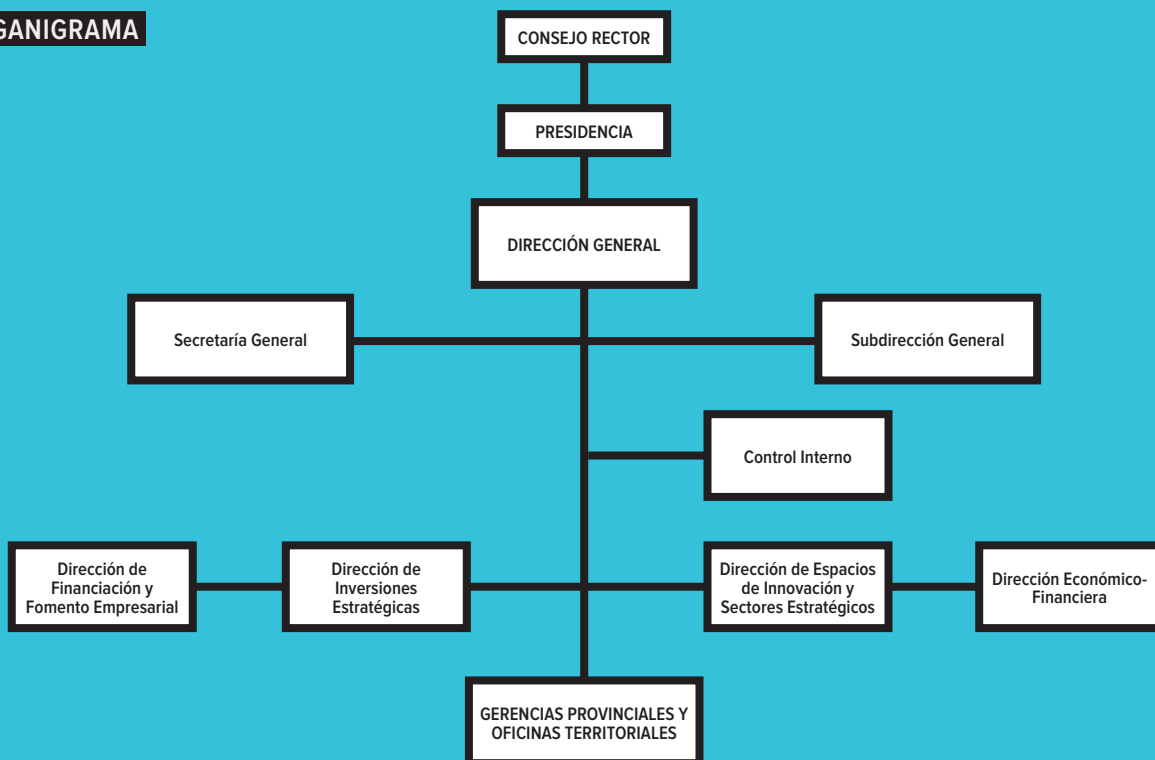 GANIGRAMA
CONSEJO RECTOR
PRESIDENCIA
DIRECCIÓN GENERAL
Secretaría General
Subdirección General
Control Interno
Dirección de
Financiación y
Fomento Empresarial
Dirección de
Inversiones
Estratégicas
Dirección de Espacios
de Innovación y
Sectores Estratégicos
Dirección Económico-
Financiera
GERENCIAS PROVINCIALES Y
OFICINAS TERRITORIALES